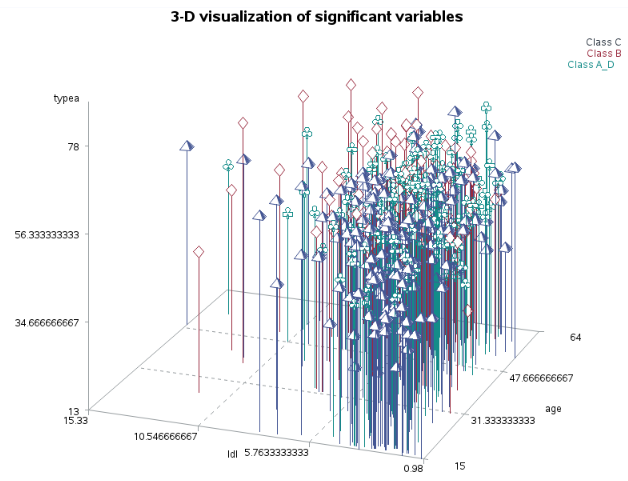 3-D visualization of significant variables
Class C
Class B
Class A_D
typea
78
56.333333333
34.666666667
13
15.33
10.546666667
ldl
5.7633333333
0.98
15
31.333333333
age
47.666666667
64